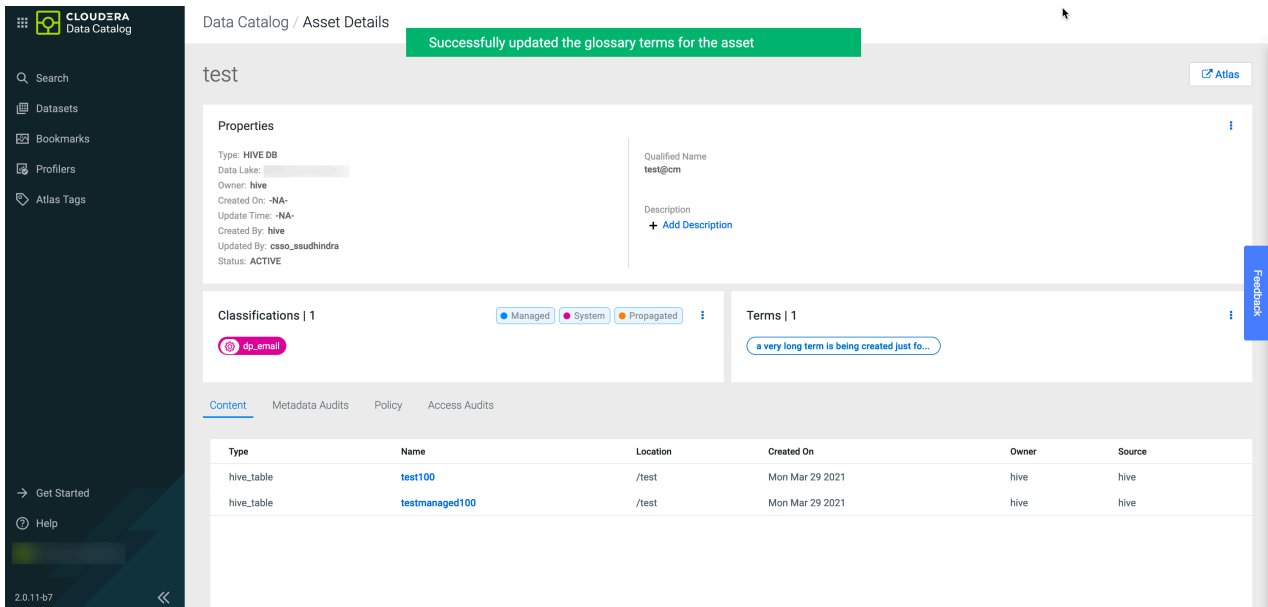 CLOUDERA
Data Catalog
Data Catalog / Asset Details
Successfully updated the glossary terms for the asset
Search
Datasets
Bookmarks
Profilers
Atlas Tags
Get Started
Help
2.0.11-b7
test
Atlas
Properties
Type: HIVE DB
Data Lake:
Owner: hive
Created On: -NA-
Update Time: -NA-
Created By: hive
Updated By: csso_ssudhindra
Status: ACTIVE
Qualified Name
test@cm
Description
+ Add Description
Feedback
Classifications | 1
Managed System Propagated
dp_email
Terms | 1
a very long term is being created just fo...
Content Metadata Audits Policy Access Audits
Type Name Location Created On Owner Source
hive_table test100 /test Mon Mar 29 2021 hive hive
hive_table testmanaged100 /test Mon Mar 29 2021 hive hive